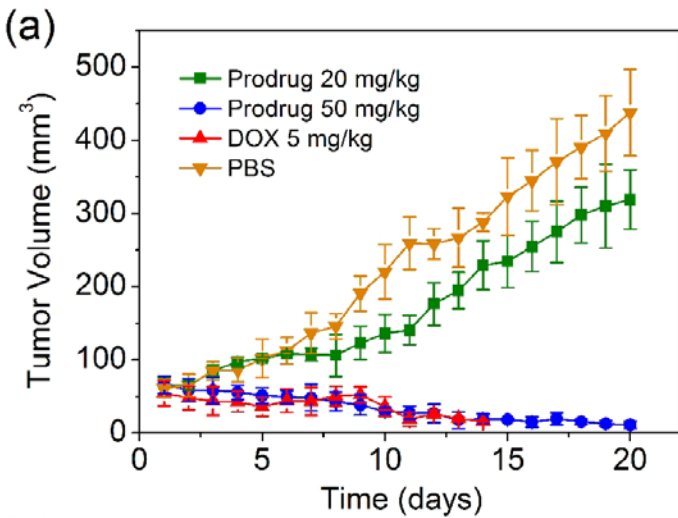 (a)
500
400
300
200
100
0
Tumor Volume (mm³)
Prodrug 20 mg/kg
Prodrug 50 mg/kg
DOX 5 mg/kg
PBS
0 5 10 15 20
Time (days)